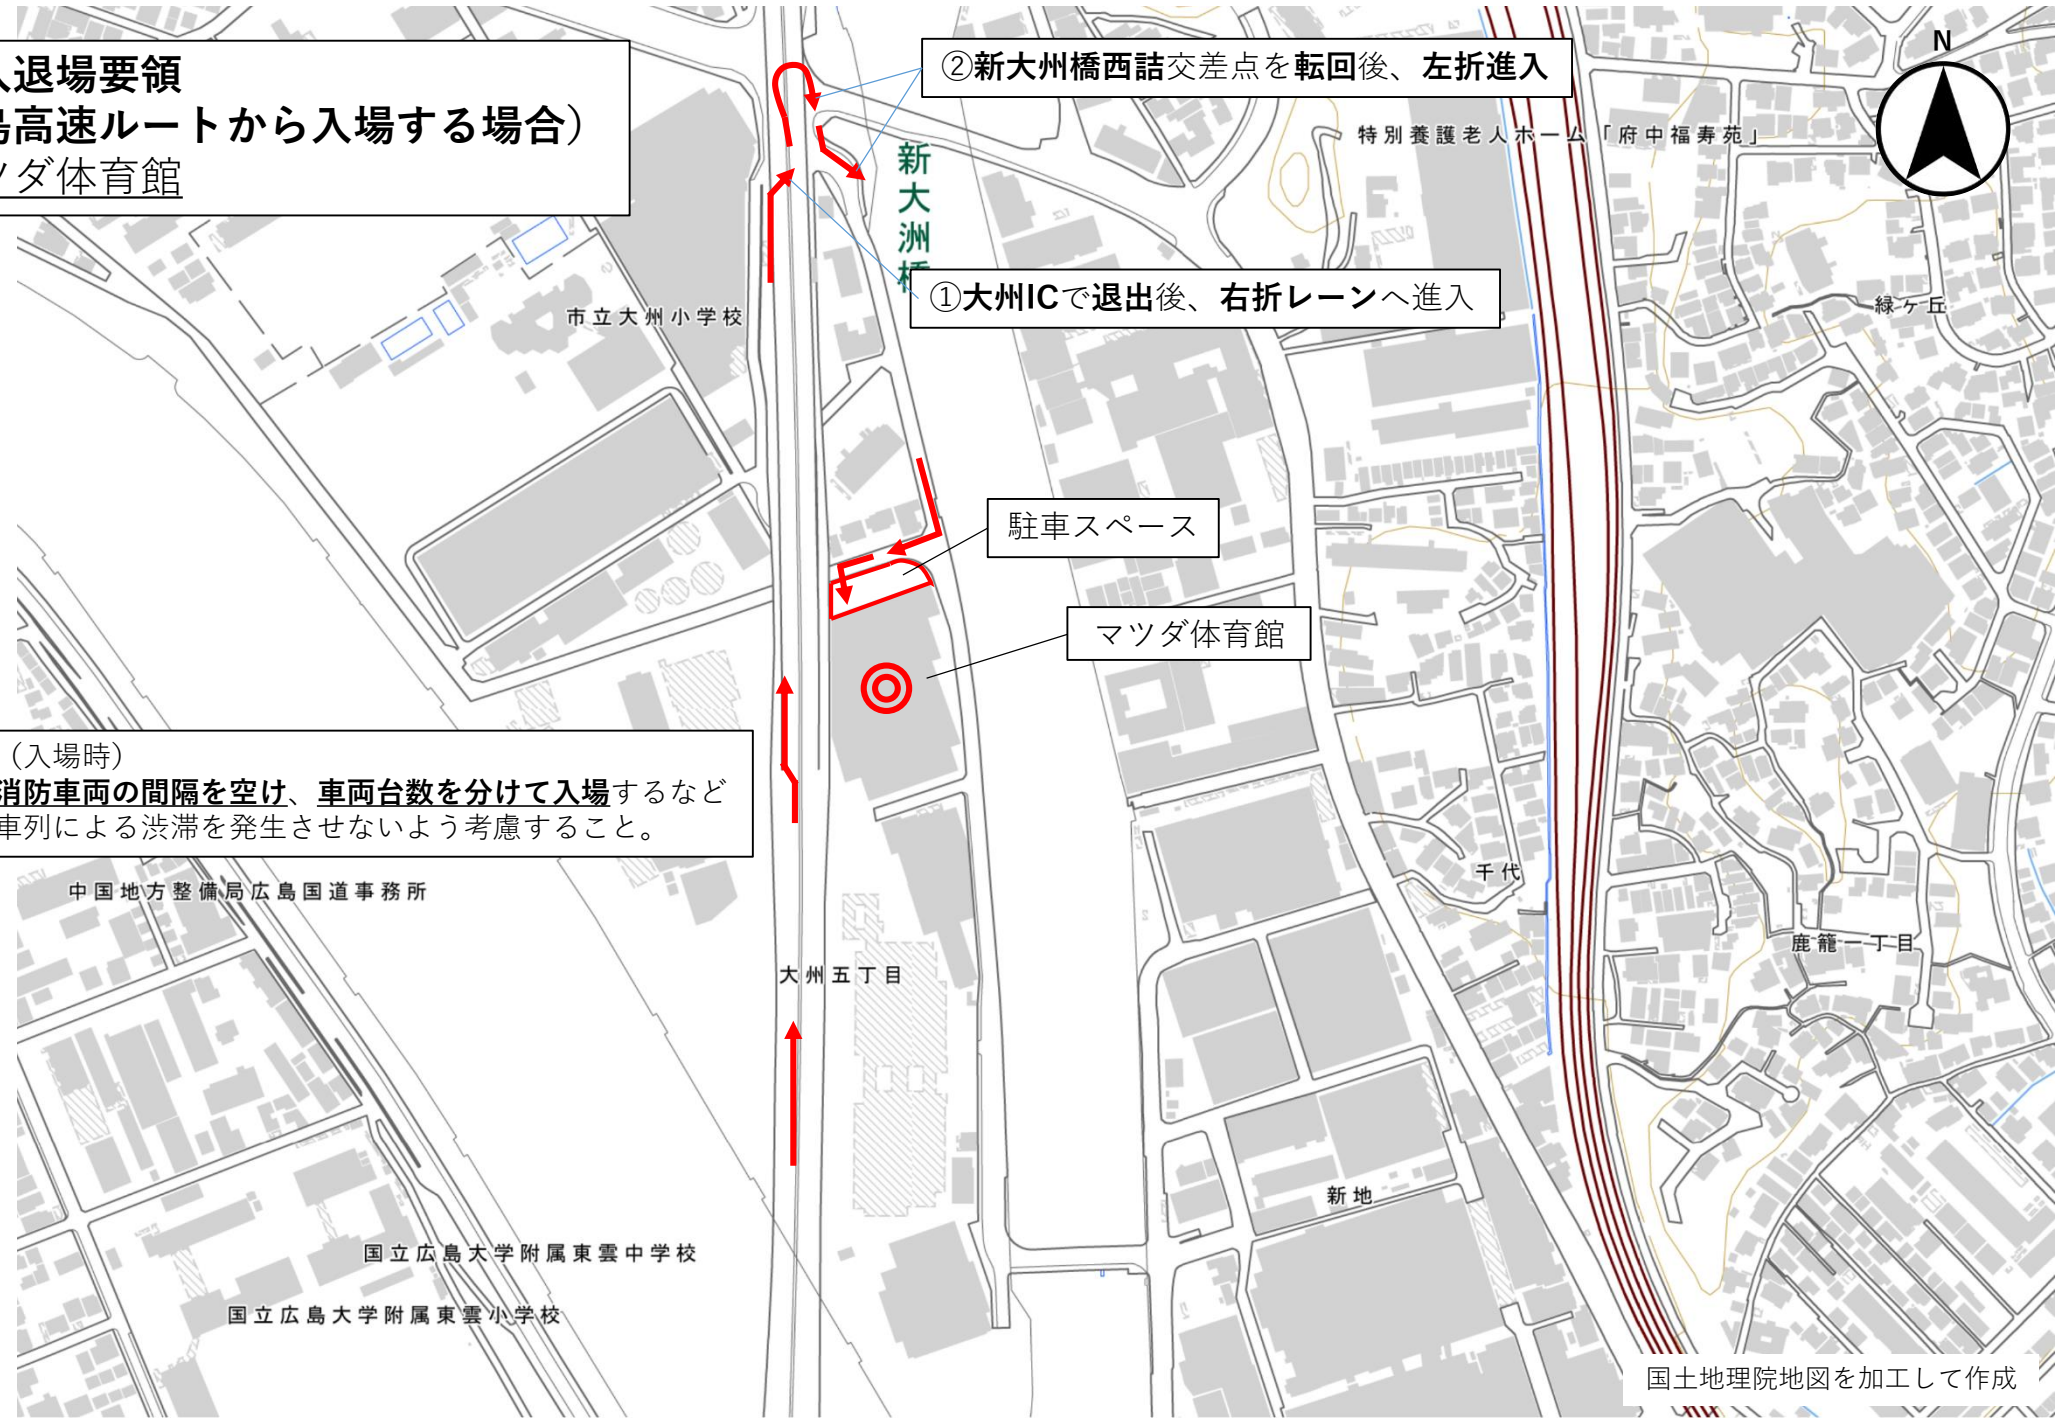 入退場要領
島高速ルートから入場する場合）
ツダ体育館
②新大州橋西詰交差点を転回後、左折進入
N
特別養護老人ホーム「府中福寿苑」
新大洲橋
①大州ICで退出後、右折レーンへ進入
市立大州小学校
緑ヶ丘
駐車スペース
マツダ体育館
（入場時）
消防車両の間隔を空け、車両台数を分けて入場するなど
車列による渋滞を発生させないよう考慮すること。
中国地方整備局広島国道事務所
千代
鹿籠一丁目
大州五丁目
新地
国立広島大学附属東雲中学校
国立広島大学附属東雲小学校
国土地理院地図を加工して作成